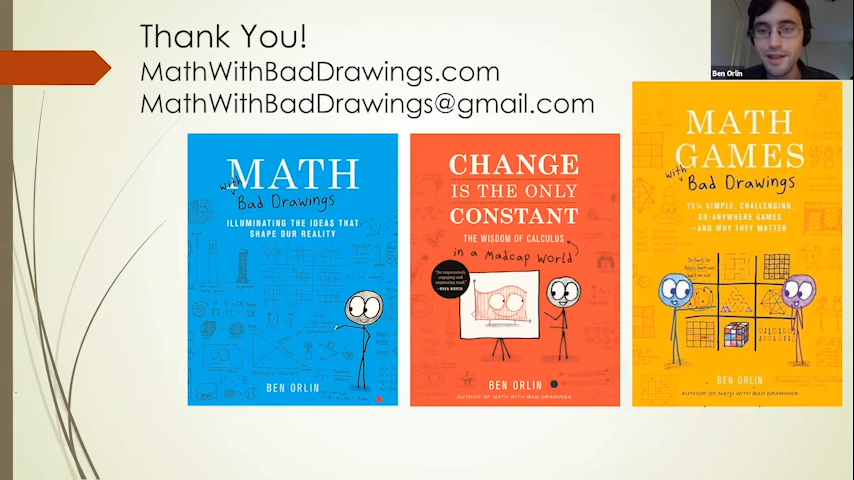 Thank You!
MathWithBadDrawings.com
MathWithBadDrawings@gmail.com
Ben Orlin
MATH
with
Bad Drawings
ILLUMINATING THE IDEAS THAT
SHAPE OUR REALITY
BEN ORLIN
CHANGE
IS THE ONLY
CONSTANT
THE WISDOM OF CALCULUS
in a Madcap World
BEN ORLIN
AUTHOR OF MATH WITH BAD DRAWINGS
MATH
GAMES
with
Bad Drawings
75¼ SIMPLE, CHALLENGING,
GO-ANYWHERE GAMES
—AND WHY THEY MATTER
BEN ORLIN
AUTHOR OF MATH WITH BAD DRAWINGS